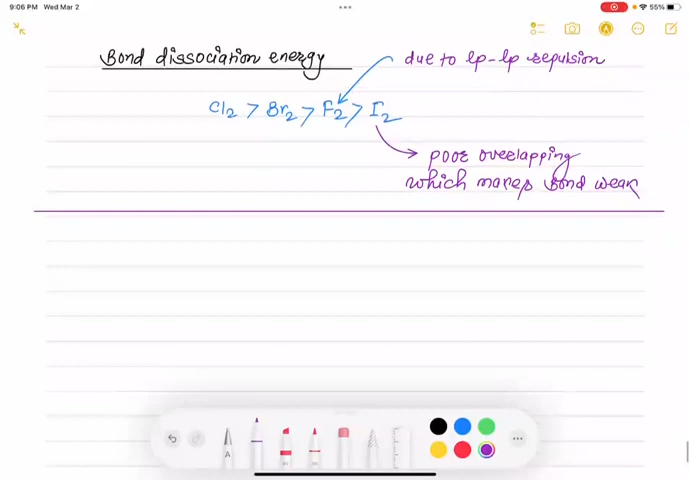 9:06 PM Wed Mar 2
55%
Bond dissociation energy
due to lp-lp repulsion
Cl2 > Br2 > F2 > I2
poor overlapping
which makes Bond weak
A